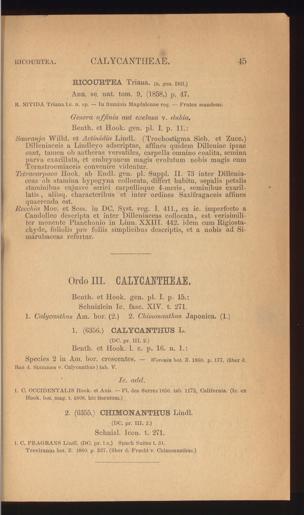 RICOURTEA. CALYCANTHEAE. 45
RICOURTEA Triana. (n. gen. Dill.)
Ann. sc. nat. tom. 9, (1858,) p. 47.
R. NITIDA Triana l.c. n. sp. — In fluminis Magdalenae reg. — Frutex scandens.
Genera affinia aut exclusa v. dubia,
Benth. et Hook. gen. pl. I. p. 11.:
Saurauja Willd. et Actinidia Lindl. (Trochostigma Sieb. et Zucc.)
Dilleniaceis a Lindleyo adscriptae, affines quidem Dilleniae ipsae
sunt, tamen ob antheras versatiles, carpella omnino coalita, semina
parva exarillata, et embryonem magis evolutum nobis magis cum
Ternstroemiaceis convenire videntur.
Tetracarpaea Hook. ab Endl. gen. pl. Suppl. II. 73 inter Dilleni-
aceas ob stamina hypogyna collocata, differt habitu, sepalis petalis
staminibus cujusve seriei carpellisque 4-meris, seminibus exaril-
latis, aliisq. characteribus et inter ordines Saxifragaceis affines
quaerenda est.
Recchia Moc. et Sess. in DC. Syst. veg. I. 411., ex ic. imperfecto a
Candolleo descripta et inter Dilleniaceas collocata, est verisimili-
ter monente Planchonio in Linn. XXIII. 442. idem cum Rigiosta-
chyde, foliolis pro foliis simplicibus descriptis, et a nobis ad Si-
marubaceas refertur.
Ordo III. CALYCANTHEAE.
Benth. et Hook. gen. pl. I. p. 15.:
Schnizlein Ic. fasc. XIV. t. 271.
1. Calycanthus Am. bor. (2.) 2. Chimonanthus Japonica. (1.)
1. (6356.) CALYCANTHUS L.
(DC. pr. III. 2.)
Benth. et Hook. l. c. p. 16. n. 1.:
Species 2 in Am. bor. crescentes. — Treviran. bot. Z. 1860. p. 177. (über d.
Bau d. Stammes v. Calycanthus) tab. V.
Ic. add.
1. C. OCCIDENTALIS Hook. et Arn. — Fl. des Serres 1856. tab. 1173, California. (Ic. ex
Hook. bot. mag. t. 4808, hic iteratum.)
2. (6355.) CHIMONANTHUS Lindl.
(DC. pr. III. 2.)
Schnizl. Icon. t. 271.
1. C. FRAGRANS Lindl. (DC. pr. l.c.) Spach Suites t. 31.
Treviranus bot. Z. 1860. p. 337. (über d. Frucht v. Chimonanthus.)